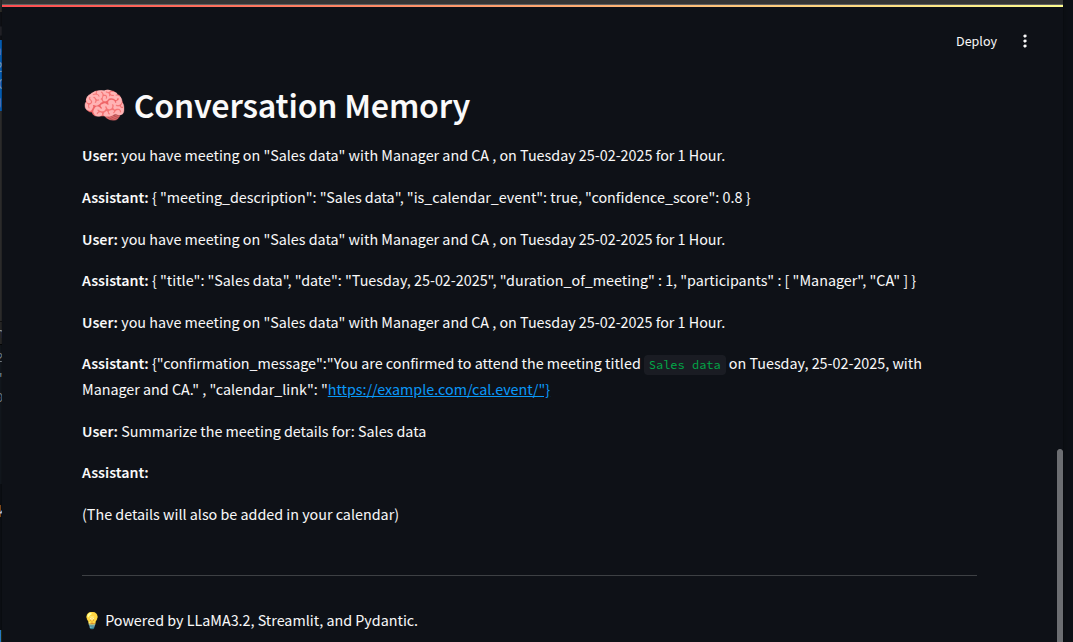 Deploy
🧠 Conversation Memory
User: you have meeting on "Sales data" with Manager and CA , on Tuesday 25-02-2025 for 1 Hour.
Assistant: { "meeting_description": "Sales data", "is_calendar_event": true, "confidence_score": 0.8 }
User: you have meeting on "Sales data" with Manager and CA , on Tuesday 25-02-2025 for 1 Hour.
Assistant: { "title": "Sales data", "date": "Tuesday, 25-02-2025", "duration_of_meeting" : 1, "participants" : [ "Manager", "CA" ] }
User: you have meeting on "Sales data" with Manager and CA , on Tuesday 25-02-2025 for 1 Hour.
Assistant: {"confirmation_message":"You are confirmed to attend the meeting titled Sales data on Tuesday, 25-02-2025, with
Manager and CA." , "calendar_link": "https://example.com/cal.event/"}
User: Summarize the meeting details for: Sales data
Assistant:
(The details will also be added in your calendar)
💡 Powered by LLaMA3.2, Streamlit, and Pydantic.